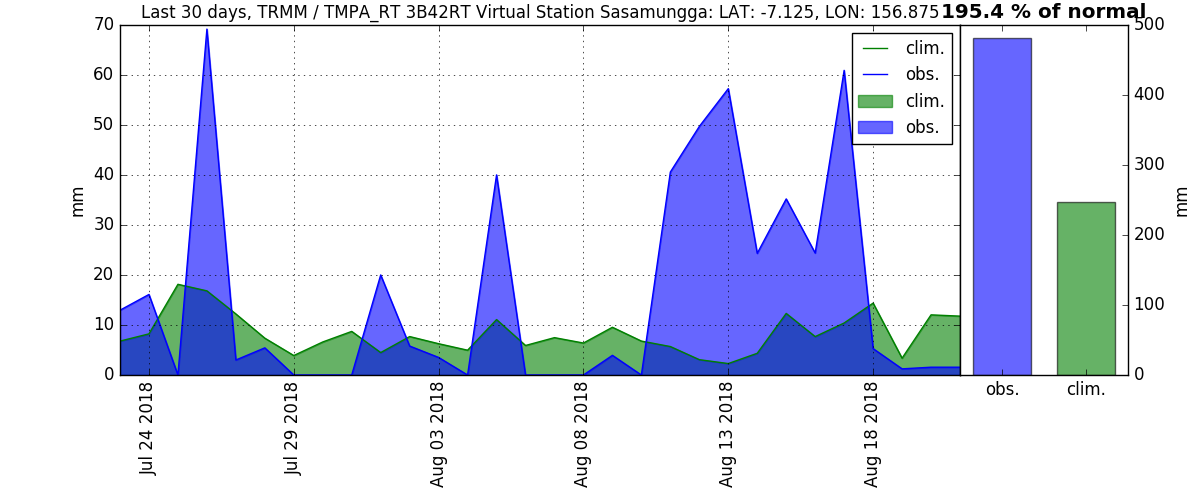 Last 30 days, TRMM / TMPA_RT 3B42RT Virtual Station Sasamungga: LAT: -7.125, LON: 156.875
195.4 % of normal
70
60
50
40
30
20
10
0
mm
clim.
obs.
clim.
obs.
Jul 24 2018
Jul 29 2018
Aug 03 2018
Aug 08 2018
Aug 13 2018
Aug 18 2018
500
400
300
200
100
0
mm
obs.
clim.